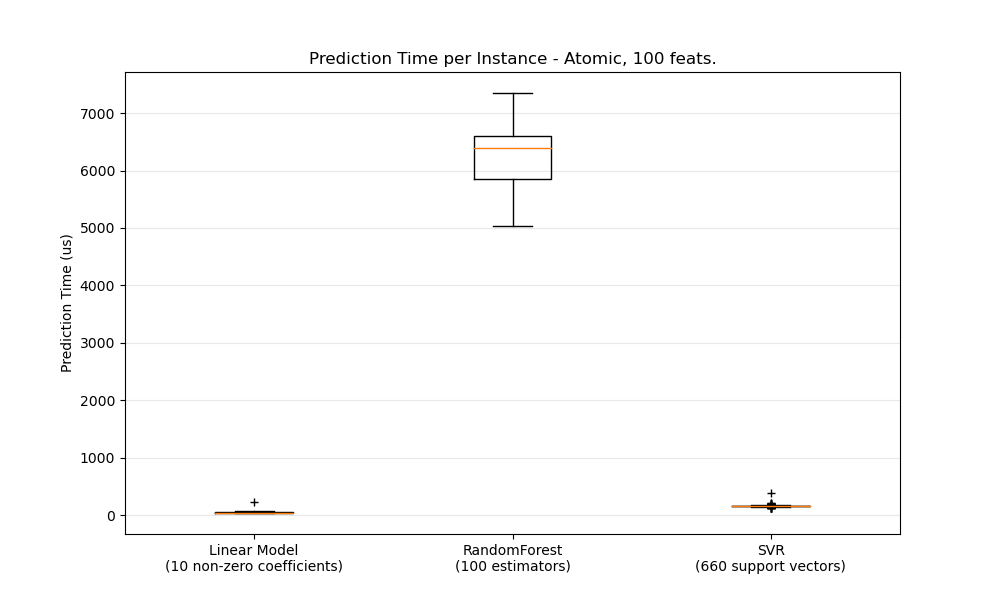 Prediction Time per Instance - Atomic, 100 feats.
Prediction Time (us)
7000
6000
5000
4000
3000
2000
1000
0
Linear Model
(10 non-zero coefficients)
RandomForest
(100 estimators)
SVR
(660 support vectors)